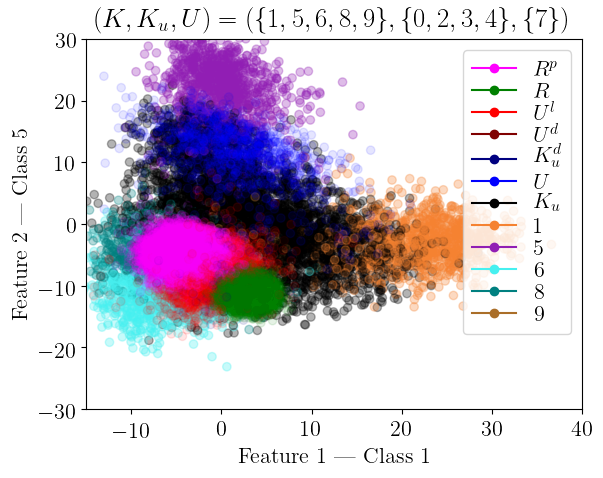 (K, K_u, U) = ({1, 5, 6, 8, 9}, {0, 2, 3, 4}, {7})
30
20
10
0
−10
−20
−30
Feature 2 — Class 5
−10
0
10
20
30
40
Feature 1 — Class 1
R^p
R
U^l
U^d
K_u^d
U
K_u
1
5
6
8
9